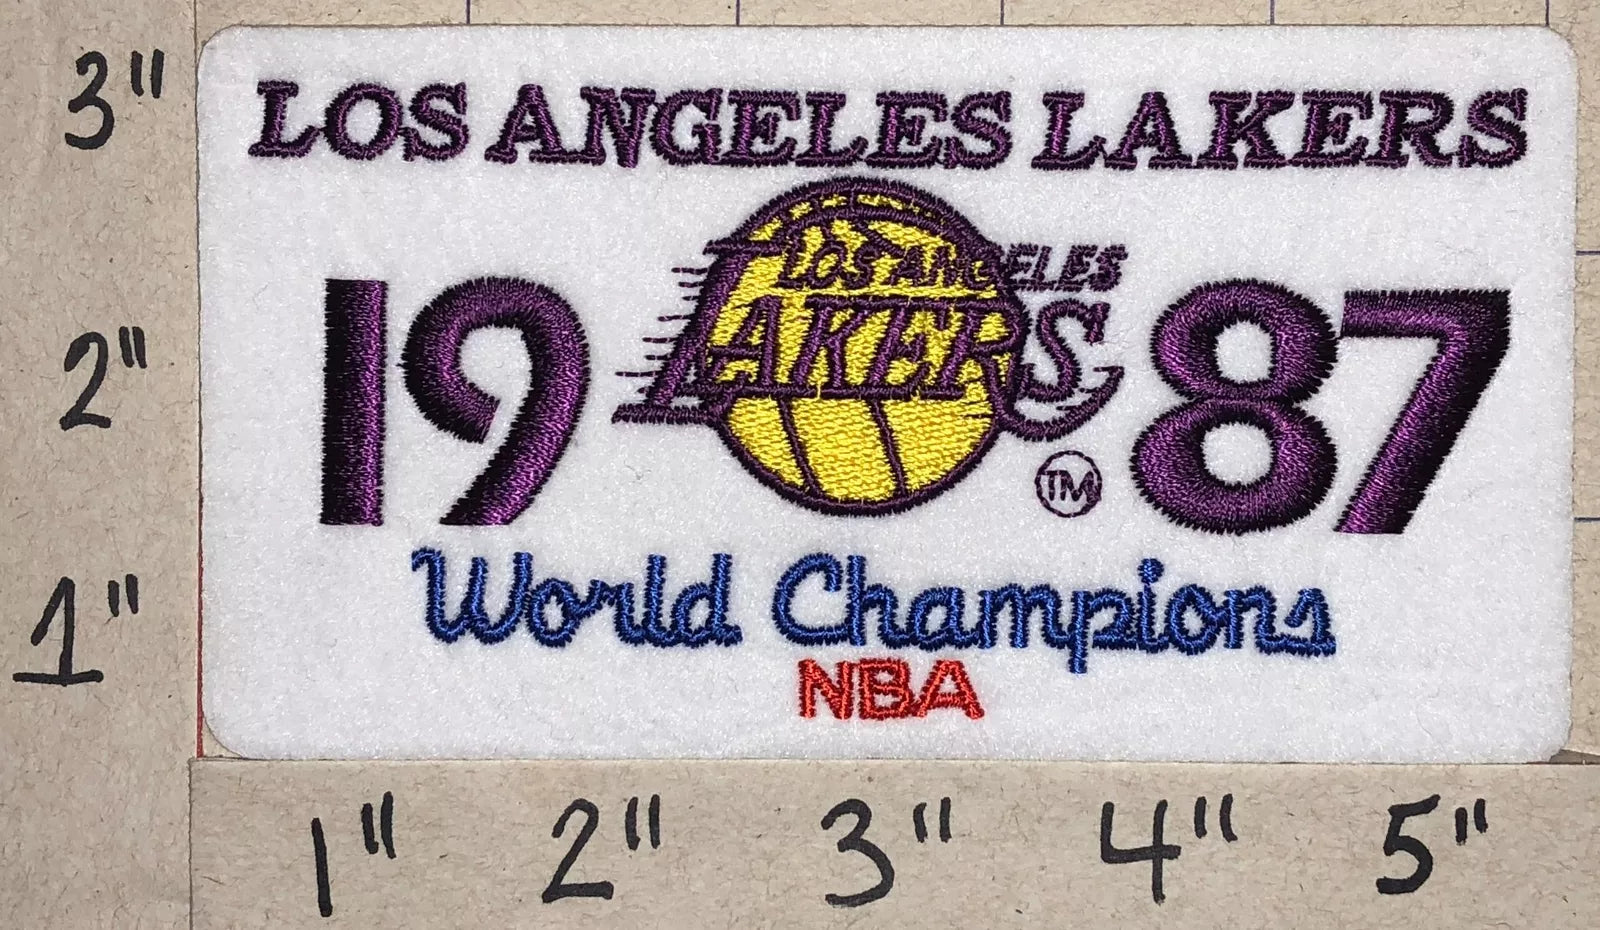 3"
LOS ANGELES LAKERS
LOS ANGELES
2"
19
LAKERS
87
TM
1"
World Champions
NBA
1" 2" 3" 4" 5"